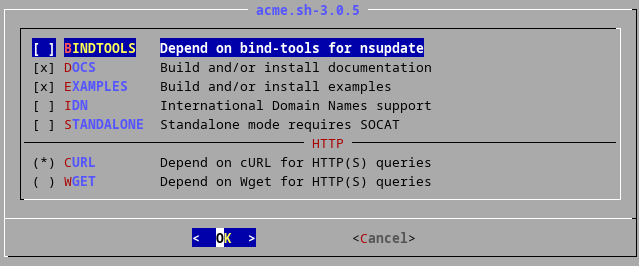 acme.sh-3.0.5
[ ] BINDTOOLS Depend on bind-tools for nsupdate
[x] DOCS Build and/or install documentation
[x] EXAMPLES Build and/or install examples
[ ] IDN International Domain Names support
[ ] STANDALONE Standalone mode requires SOCAT
HTTP
(*) CURL Depend on cURL for HTTP(S) queries
( ) WGET Depend on Wget for HTTP(S) queries
< OK > <Cancel>